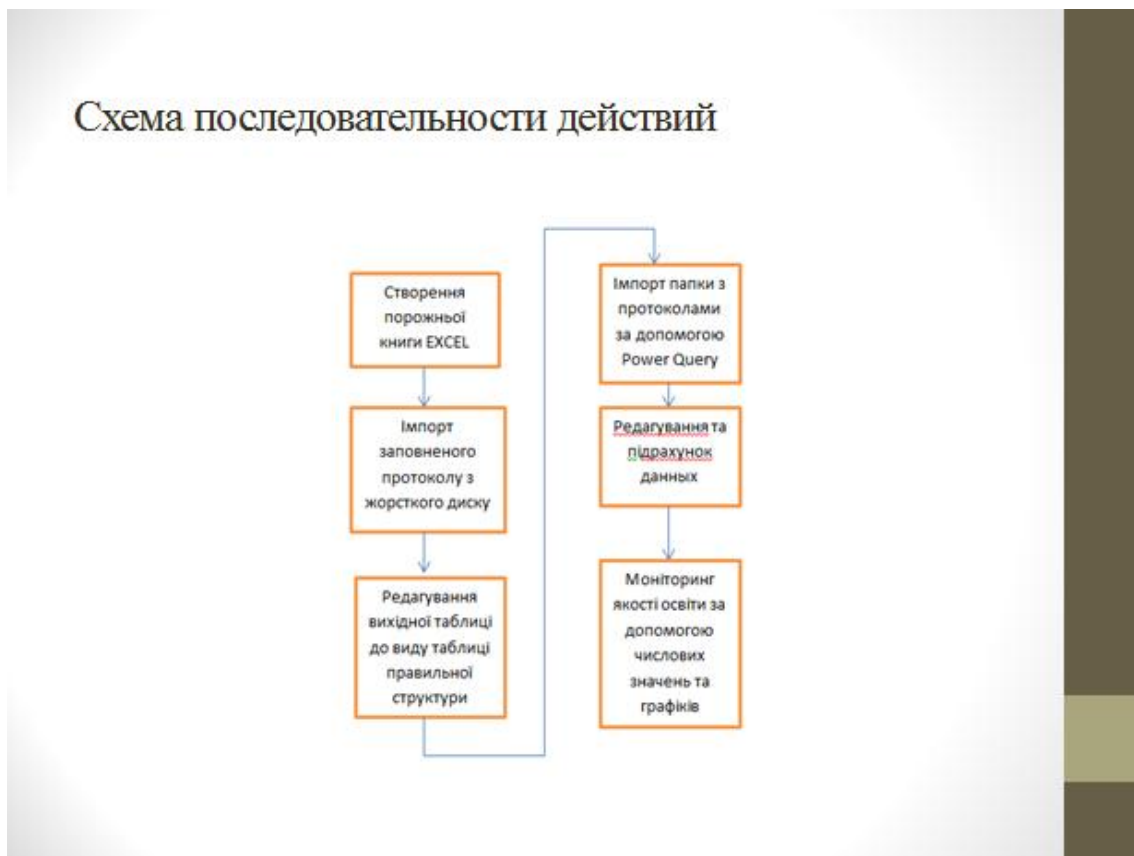 Схема последовательности действий
Створення
порожньої
книги EXCEL
Імпорт
заповненого
протоколу з
жорсткого диску
Редагування
вихідної таблиці
до виду таблиці
правильної
структури
Імпорт папки з
протоколами
за допомогою
Power Query
Редагування та
підрахунок
данных
Моніторинг
якості освіти за
допомогою
числових
значень та
графіків